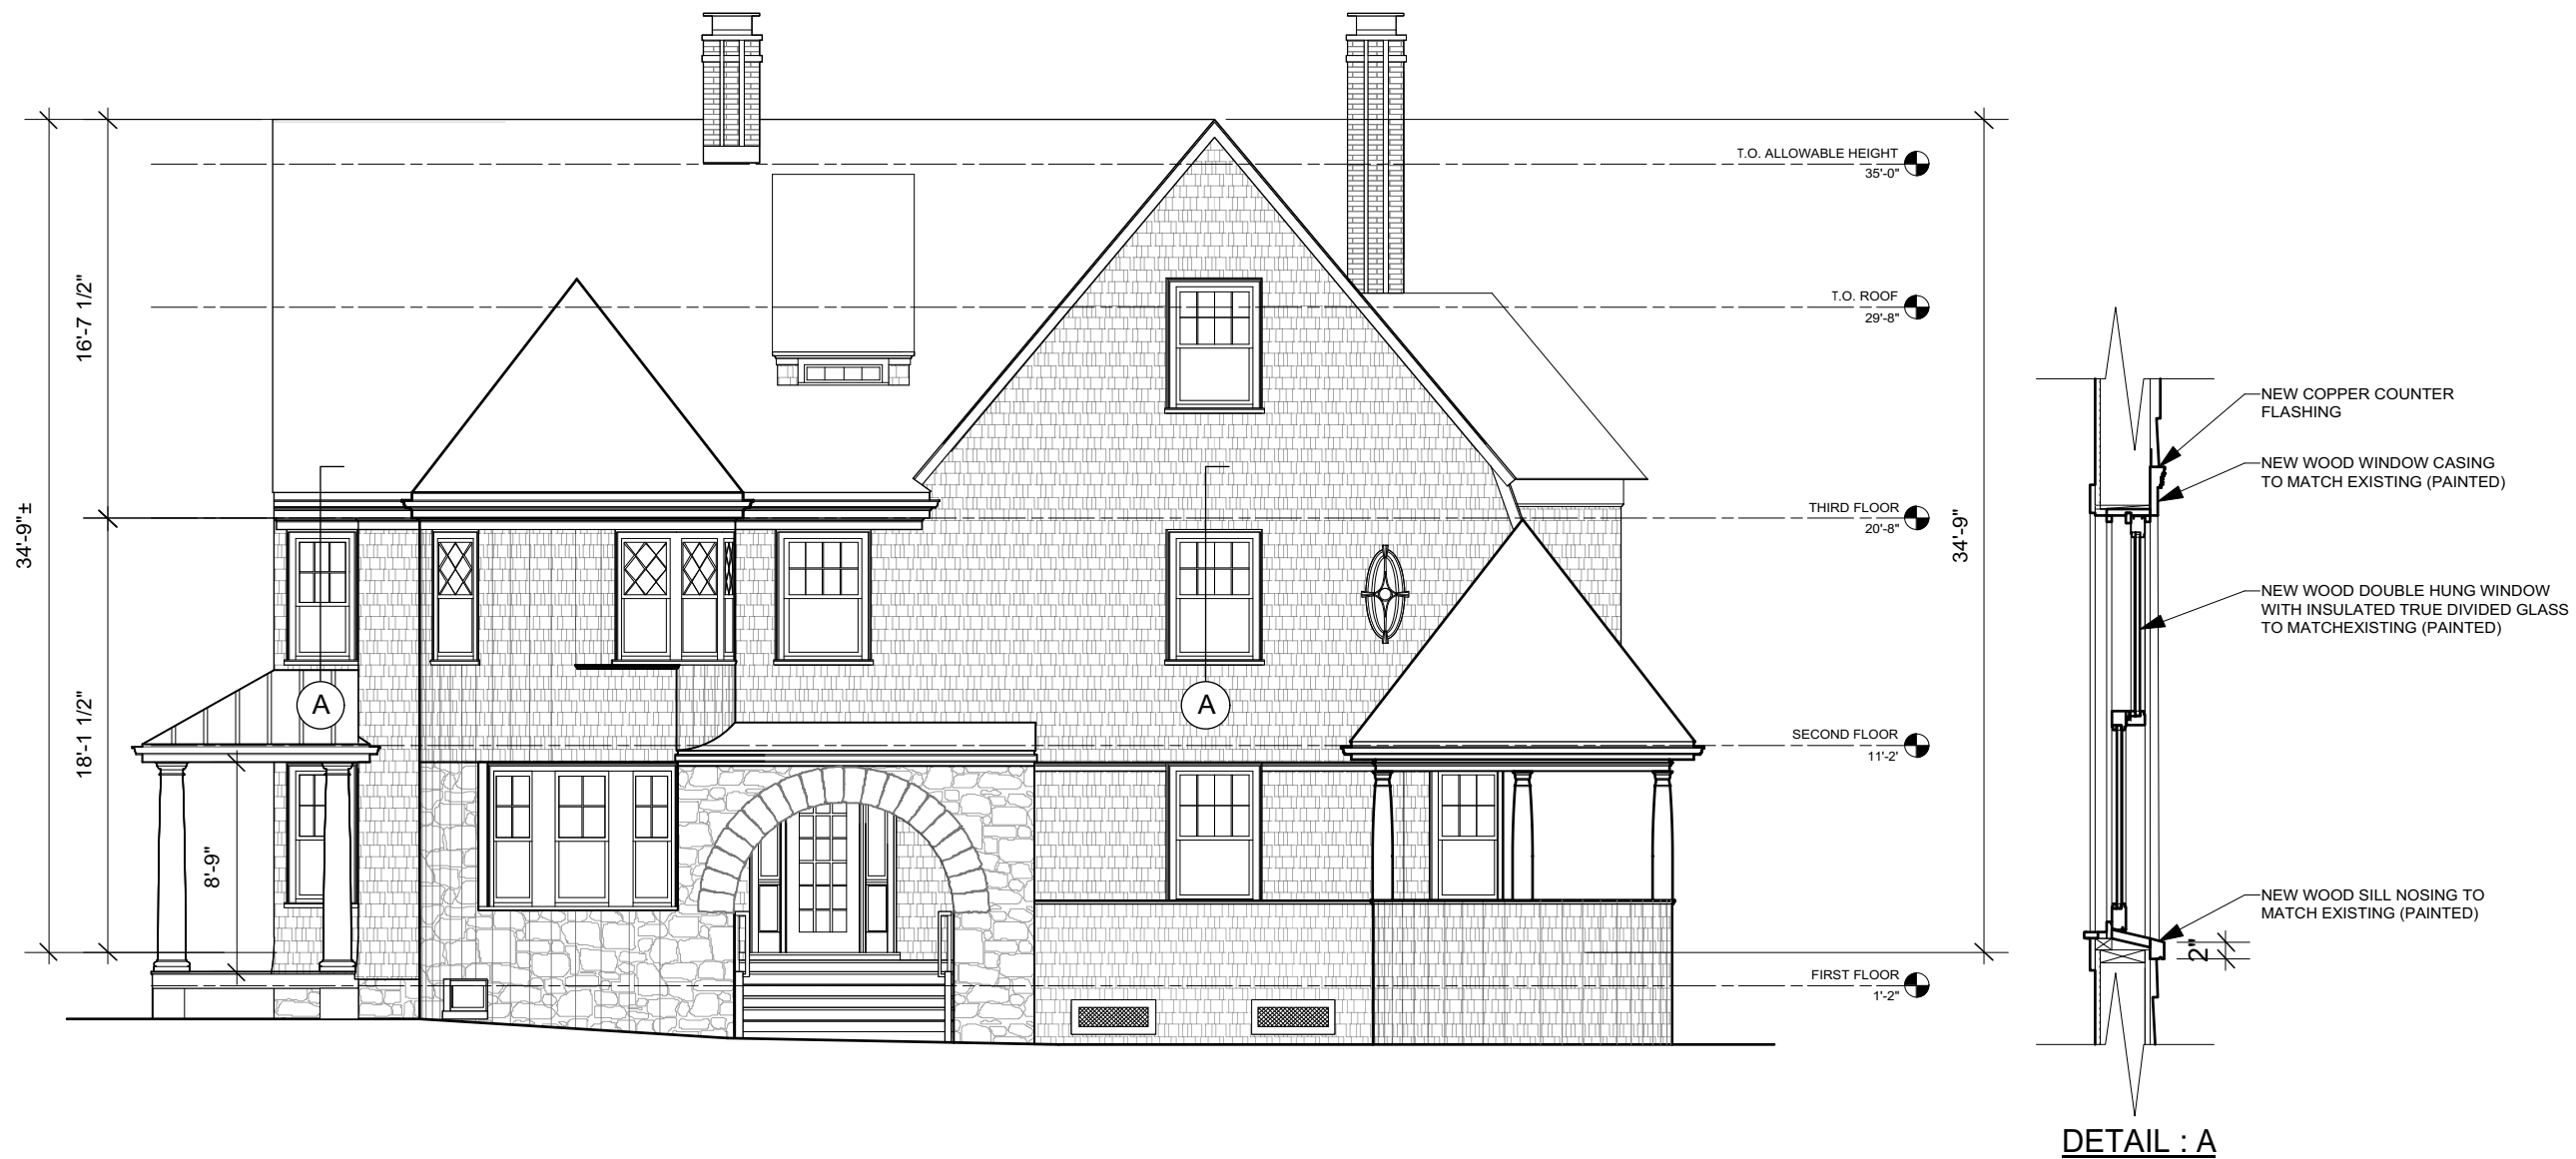 T.O. ALLOWABLE HEIGHT
35'-0"
T.O. ROOF
29'-8"
THIRD FLOOR
20'-8"
SECOND FLOOR
11'-2'
FIRST FLOOR
1'-2"
34'-9"±
16'-7 1/2"
18'-1 1/2"
8'-9"
A
A
34'-9"
NEW COPPER COUNTER
FLASHING
NEW WOOD WINDOW CASING
TO MATCH EXISTING (PAINTED)
NEW WOOD DOUBLE HUNG WINDOW
WITH INSULATED TRUE DIVIDED GLASS
TO MATCHEXISTING (PAINTED)
NEW WOOD SILL NOSING TO
MATCH EXISTING (PAINTED)
2"
DETAIL : A